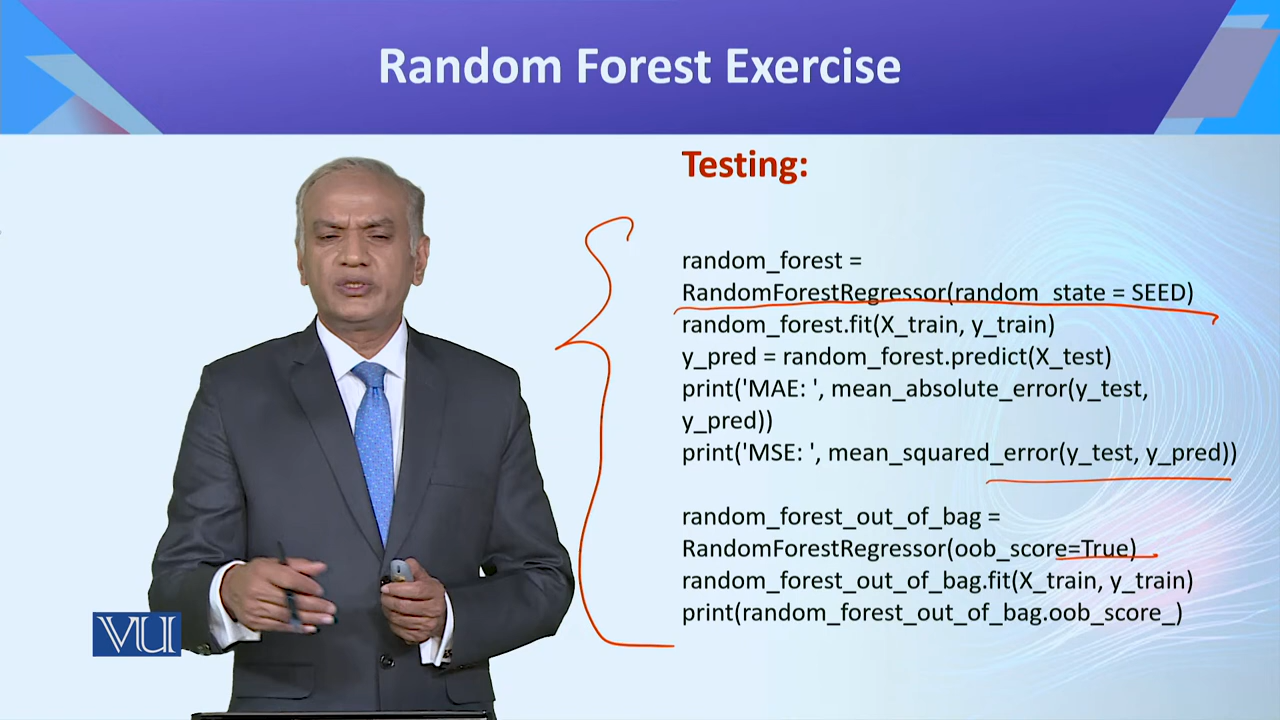 Random Forest Exercise
Testing:
random_forest =
RandomForestRegressor(random_state = SEED)
random_forest.fit(X_train, y_train)
y_pred = random_forest.predict(X_test)
print('MAE: ', mean_absolute_error(y_test,
y_pred))
print('MSE: ', mean_squared_error(y_test, y_pred))
random_forest_out_of_bag =
RandomForestRegressor(oob_score=True)
random_forest_out_of_bag.fit(X_train, y_train)
print(random_forest_out_of_bag.oob_score_)
VU